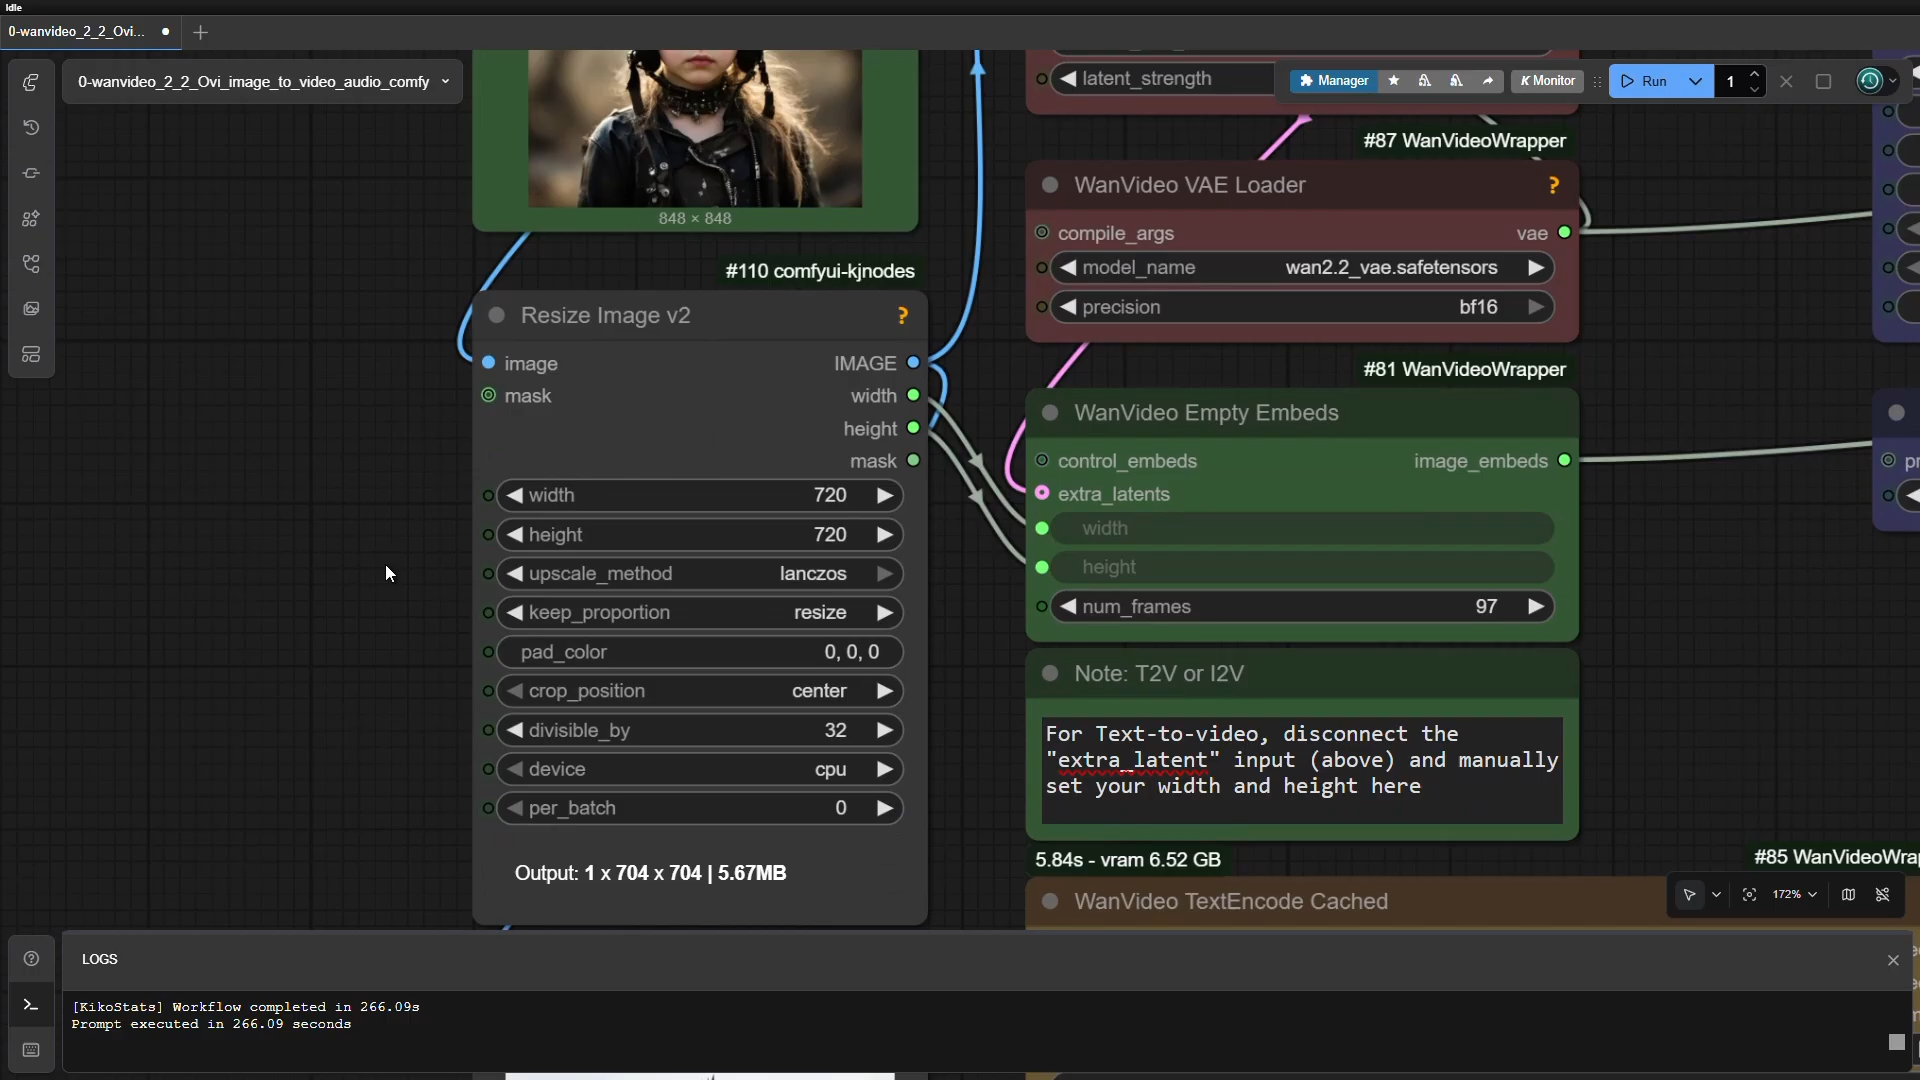 Idle
0-wanvideo_2_2_Ovi...
0-wanvideo_2_2_Ovi_image_to_video_audio_comfy
latent_strength
Manager
K Monitor
Run
1
848 × 848
#110 comfyui-kjnodes
Resize Image v2
?
image
IMAGE
mask
width
height
mask
width 720
height 720
upscale_method lanczos
keep_proportion resize
pad_color 0, 0, 0
crop_position center
divisible_by 32
device cpu
per_batch 0
Output: 1 x 704 x 704 | 5.67MB
#87 WanVideoWrapper
WanVideo VAE Loader
?
compile_args
vae
model_name wan2.2_vae.safetensors
precision bf16
#81 WanVideoWrapper
WanVideo Empty Embeds
control_embeds
image_embeds
extra_latents
width
height
num_frames 97
Note: T2V or I2V
For Text-to-video, disconnect the
"extra_latent" input (above) and manually
set your width and height here
5.84s - vram 6.52 GB
WanVideo TextEncode Cached
#85 WanVideoWra
172%
LOGS
[KikoStats] Workflow completed in 266.09s
Prompt executed in 266.09 seconds